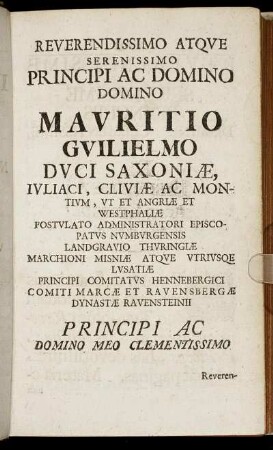 REVERENDISSIMO ATQVE
SERENISSIMO
PRINCIPI AC DOMINO
DOMINO
MAVRITIO
GVILIELMO
DVCI SAXONIÆ,
IVLIACI, CLIVIÆ AC MON-
TIVM, VT ET ANGRIÆ ET
WESTPHALIÆ
POSTVLATO ADMINISTRATORI EPISCO-
PATVS NVMBVRGENSIS
LANDGRAVIO THVRINGIÆ
MARCHIONI MISNIÆ ATQVE VTRIVSQE
LVSATIÆ
PRINCIPI COMITATVS HENNEBERGICI
COMITI MARCÆ ET RAVENSBERGÆ
DYNASTÆ RAVENSTEINII
PRINCIPI AC
DOMINO MEO CLEMENTISSIMO
Reveren-